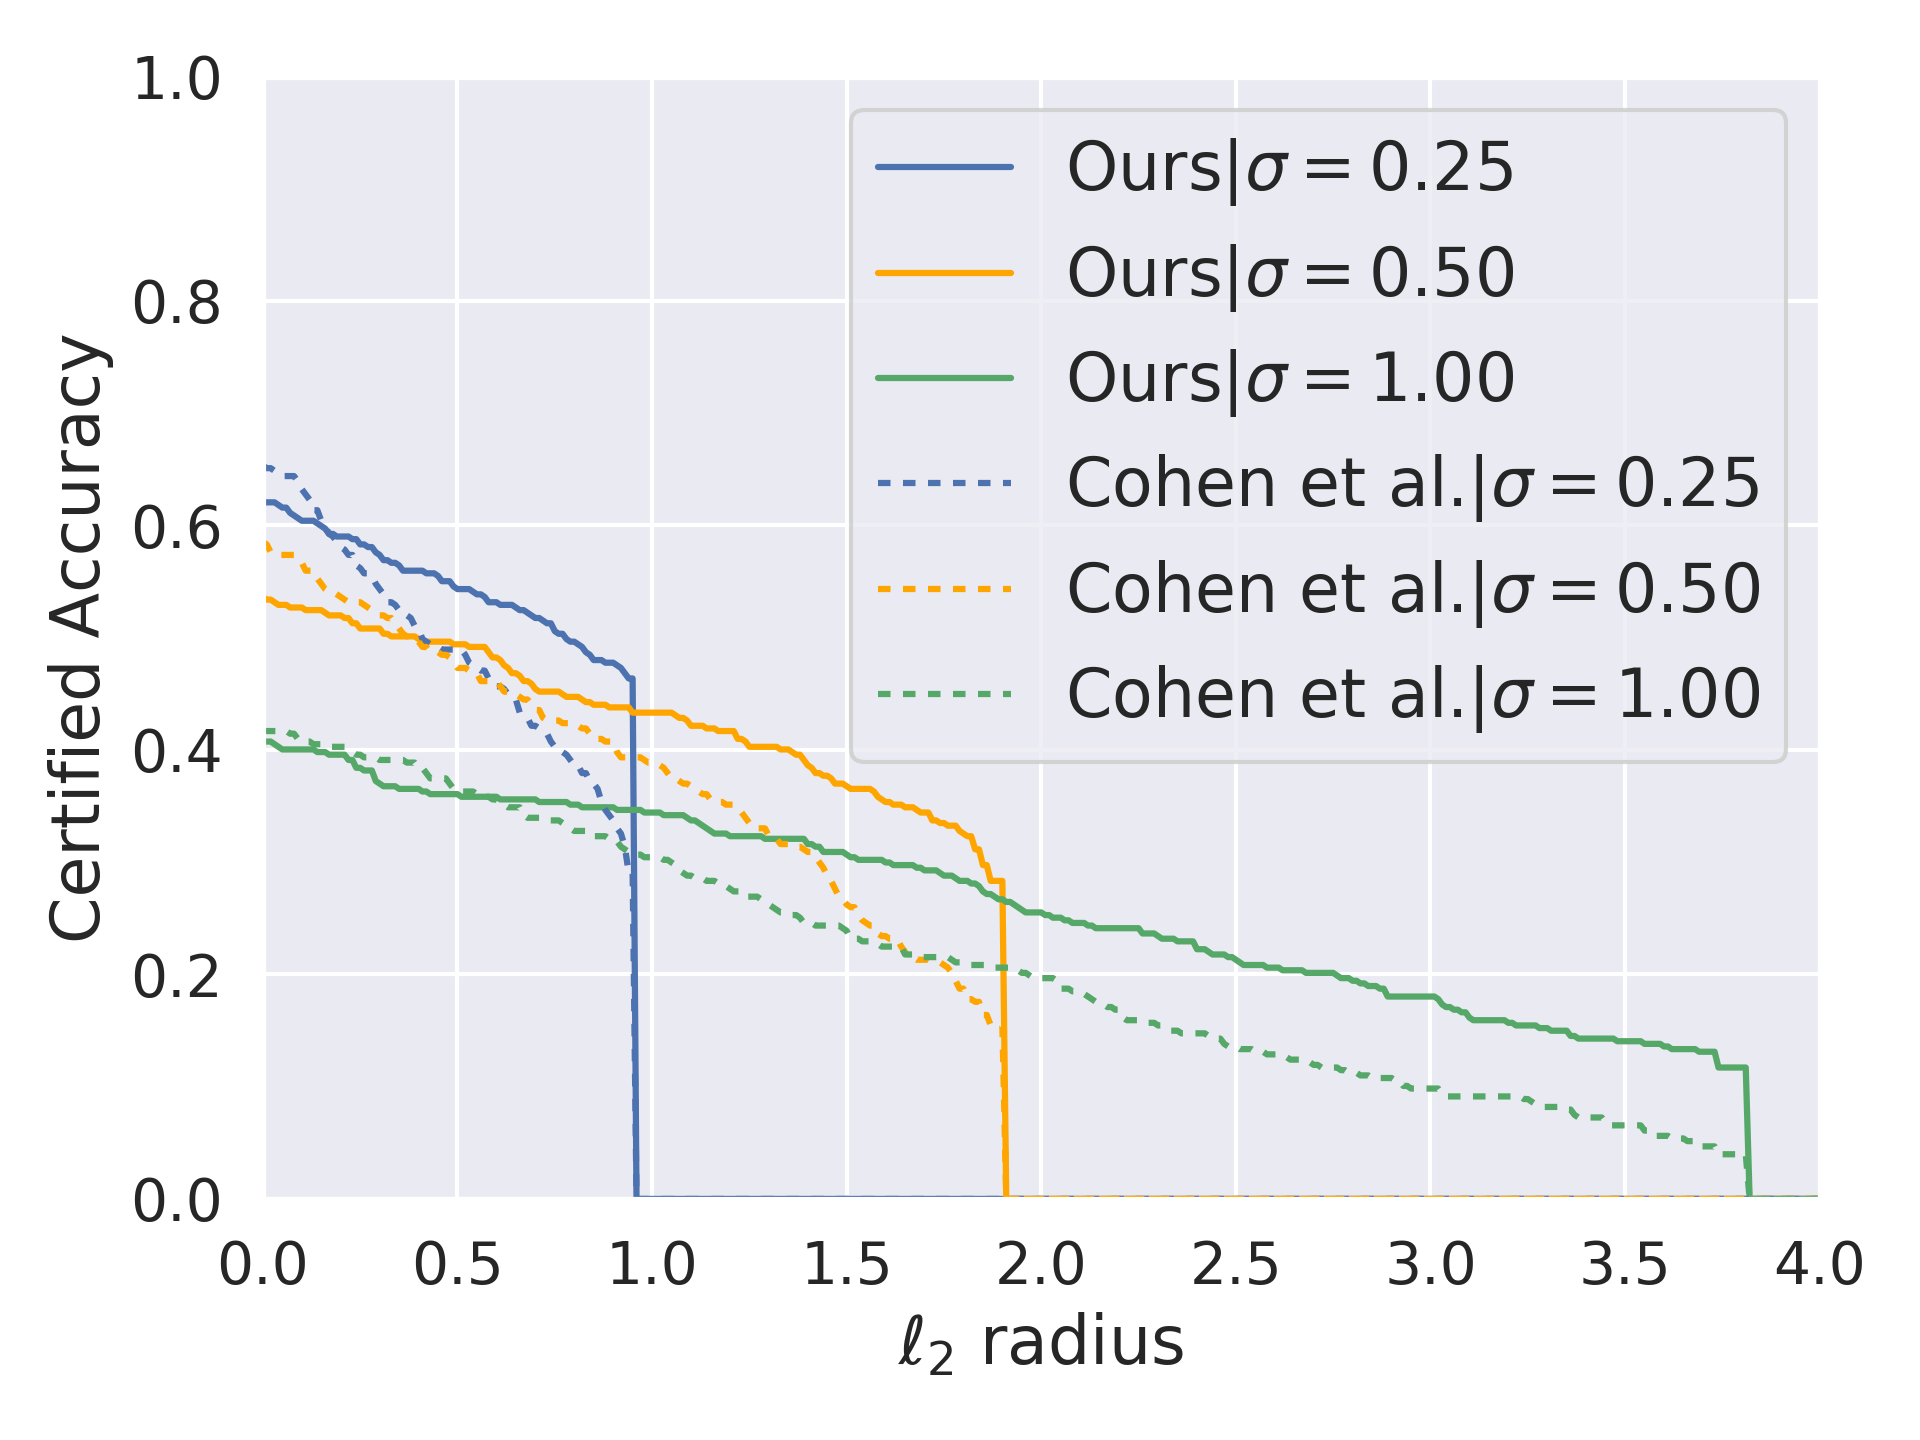 1.0
0.8
0.6
0.4
0.2
0.0
Certified Accuracy
0.0 0.5 1.0 1.5 2.0 2.5 3.0 3.5 4.0
ℓ₂ radius
Ours|σ = 0.25
Ours|σ = 0.50
Ours|σ = 1.00
Cohen et al.|σ = 0.25
Cohen et al.|σ = 0.50
Cohen et al.|σ = 1.00